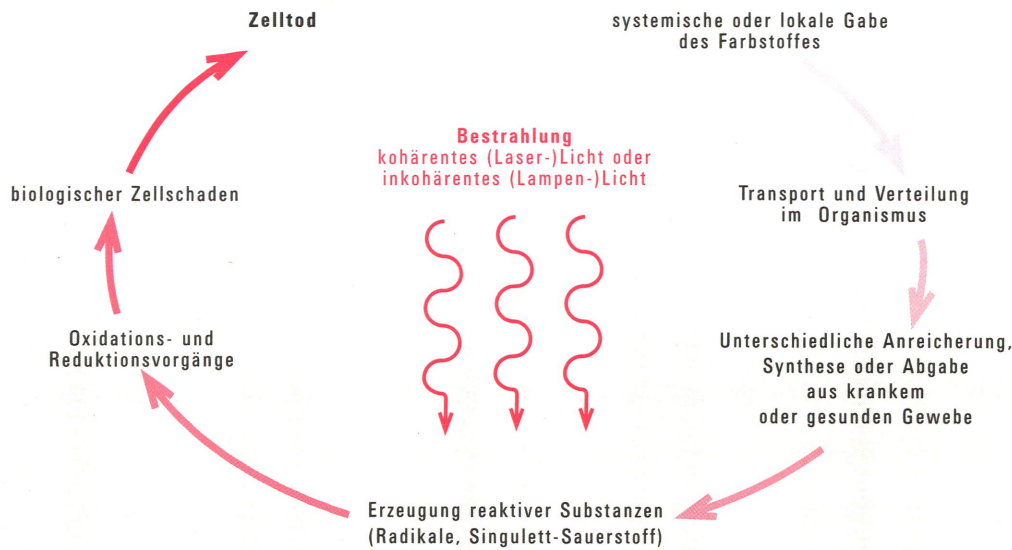 Zelltod
systemische oder lokale Gabe
des Farbstoffes
Bestrahlung
kohärentes (Laser-)Licht oder
inkohärentes (Lampen-)Licht
biologischer Zellschaden
Transport und Verteilung
im Organismus
Oxidations- und
Reduktionsvorgänge
Unterschiedliche Anreicherung,
Synthese oder Abgabe
aus krankem
oder gesunden Gewebe
Erzeugung reaktiver Substanzen
(Radikale, Singulett-Sauerstoff)